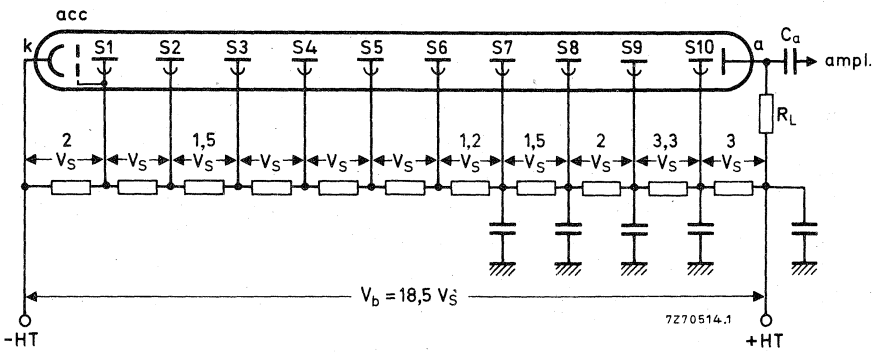 acc
k S1 S2 S3 S4 S5 S6 S7 S8 S9 S10 a Ca ampl.
RL
2 1,5 1,2 1,5 2 3,3 3
VS VS VS VS VS VS VS VS VS VS VS
Vb = 18,5 VS
7Z70514.1
-HT +HT